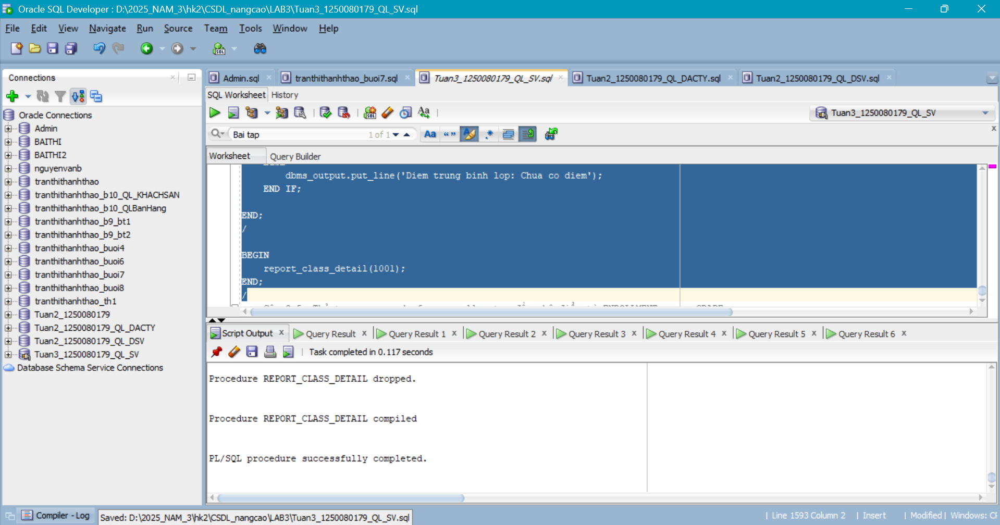 Oracle SQL Developer : D:\2025_NAM_3\hk2\CSDL_nangcao\LAB3\Tuan3_1250080179_QL_SV.sql
File Edit View Navigate Run Source Team Tools Window Help
Connections
Oracle Connections
Admin
BAITHI
BAITHI2
nguyenvanb
tranthithanhthao
tranthithanhthao_b10_QL_KHACHSAN
tranthithanhthao_b10_QLBanHang
tranthithanhthao_b9_bt1
tranthithanhthao_b9_bt2
tranthithanhthao_buoi4
tranthithanhthao_buoi6
tranthithanhthao_buoi7
tranthithanhthao_buoi8
tranthithanhthao_th1
Tuan2_1250080179
Tuan2_1250080179_QL_DACTY
Tuan2_1250080179_QL_DSV
Tuan3_1250080179_QL_SV
Database Schema Service Connections
Admin.sql tranthithanhthao_buoi7.sql Tuan3_1250080179_QL_SV.sql Tuan2_1250080179_QL_DACTY.sql Tuan2_1250080179_QL_DSV.sql
SQL Worksheet History
Tuan3_1250080179_QL_SV
Bai tap 1 of 1
Worksheet Query Builder
dbms_output.put_line('Diem trung binh lop: Chua co diem');
END IF;
END;
/
BEGIN
report_class_detail(1001);
END;
/
Script Output Query Result Query Result 1 Query Result 2 Query Result 3 Query Result 4 Query Result 5 Query Result 6
Task completed in 0.117 seconds
Procedure REPORT_CLASS_DETAIL dropped.
Procedure REPORT_CLASS_DETAIL compiled
PL/SQL procedure successfully completed.
Compiler - Log
Saved: D:\2025_NAM_3\hk2\CSDL_nangcao\LAB3\Tuan3_1250080179_QL_SV.sql
| Line 1593 Column 2 | Insert | Modified | Windows: